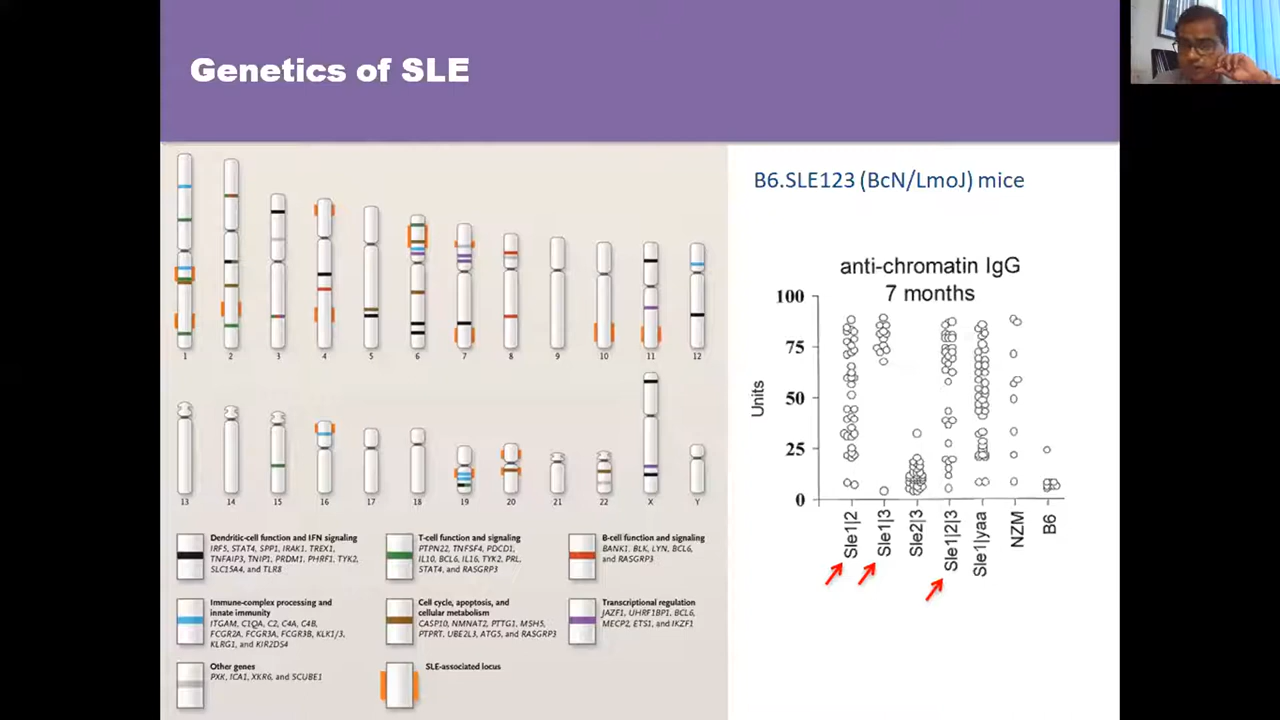 Genetics of SLE
1 2 3 4 5 6 7 8 9 10 11 12
13 14 15 16 17 18 19 20 21 22 X Y
Dendritic-cell function and IFN signaling
IRF5, STAT4, SPP1, IRAK1, TREX1,
TNFAIP3, TNIP1, PRDM1, PHRF1, TYK2,
SLC15A4, and TLR8
T-cell function and signaling
PTPN22, TNFSF4, PDCD1,
IL10, BCL6, IL16, TYK2, PRL,
STAT4, and RASGRP3
B-cell function and signaling
BANK1, BLK, LYN, BCL6,
and RASGRP3
Immune-complex processing and
innate immunity
ITGAM, C1QA, C2, C4A, C4B,
FCGR2A, FCGR3A, FCGR3B, KLK1/3,
KLRG1, and KIR2DS4
Cell cycle, apoptosis, and
cellular metabolism
CASP10, NMNAT2, PTTG1, MSH5,
PTPRT, UBE2L3, ATG5, and RASGRP3
Transcriptional regulation
JAZF1, UHRF1BP1, BCL6,
MECP2, ETS1, and IKZF1
Other genes
PXK, ICA1, XKR6, and SCUBE1
SLE-associated locus
B6.SLE123 (BcN/LmoJ) mice
anti-chromatin IgG
7 months
Units
100
75
50
25
0
Sle1|2
Sle1|3
Sle2|3
Sle1|2|3
Sle1|yaa
NZM
B6